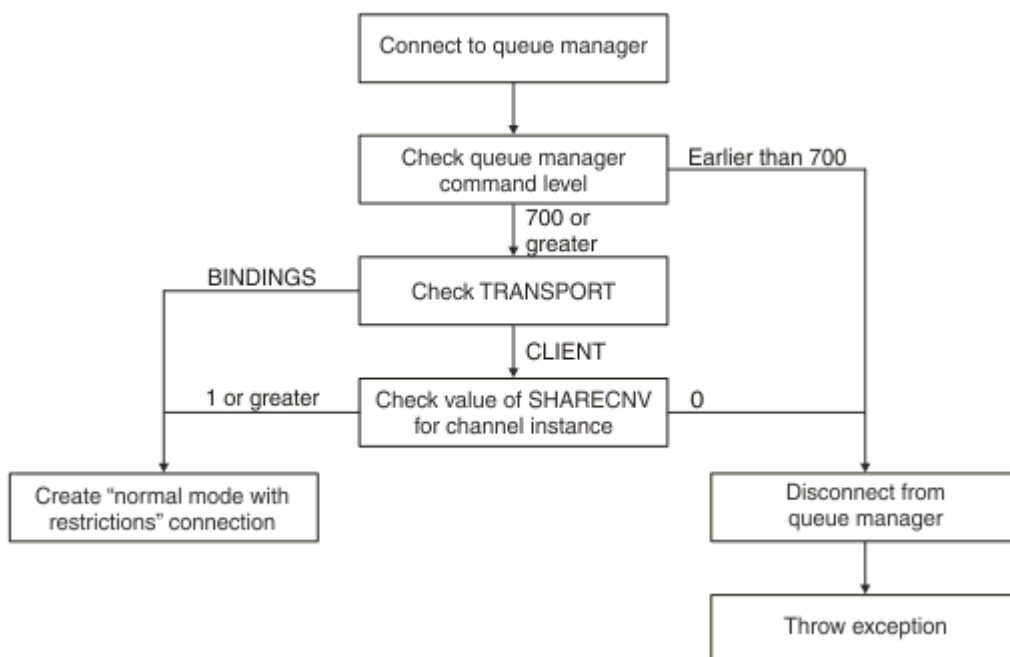 Connect to queue manager
Check queue manager
command level
Earlier than 700
700 or
greater
BINDINGS
Check TRANSPORT
CLIENT
1 or greater
Check value of SHARECNV
for channel instance
0
Create “normal mode with
restrictions” connection
Disconnect from
queue manager
Throw exception